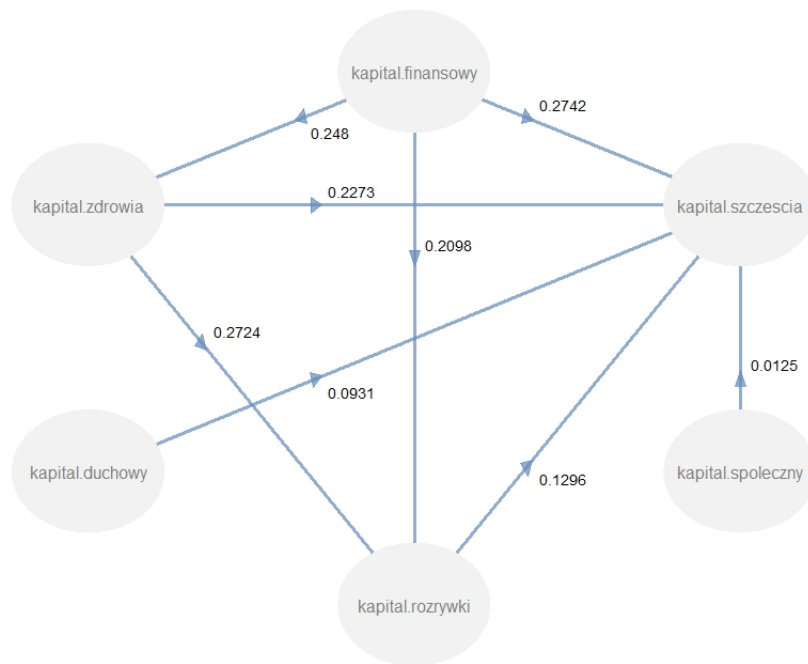 kapital.finansowy
0.248
0.2742
kapital.zdrowia
0.2273
kapital.szczescia
0.2098
0.2724
0.0931
0.0125
kapital.duchowy
0.1296
kapital.spoleczny
kapital.rozrywki